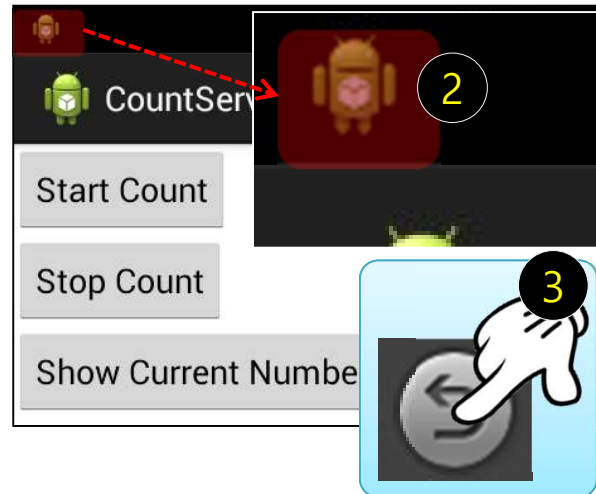 CountServ
2
Start Count
Stop Count
Show Current Numbe
3